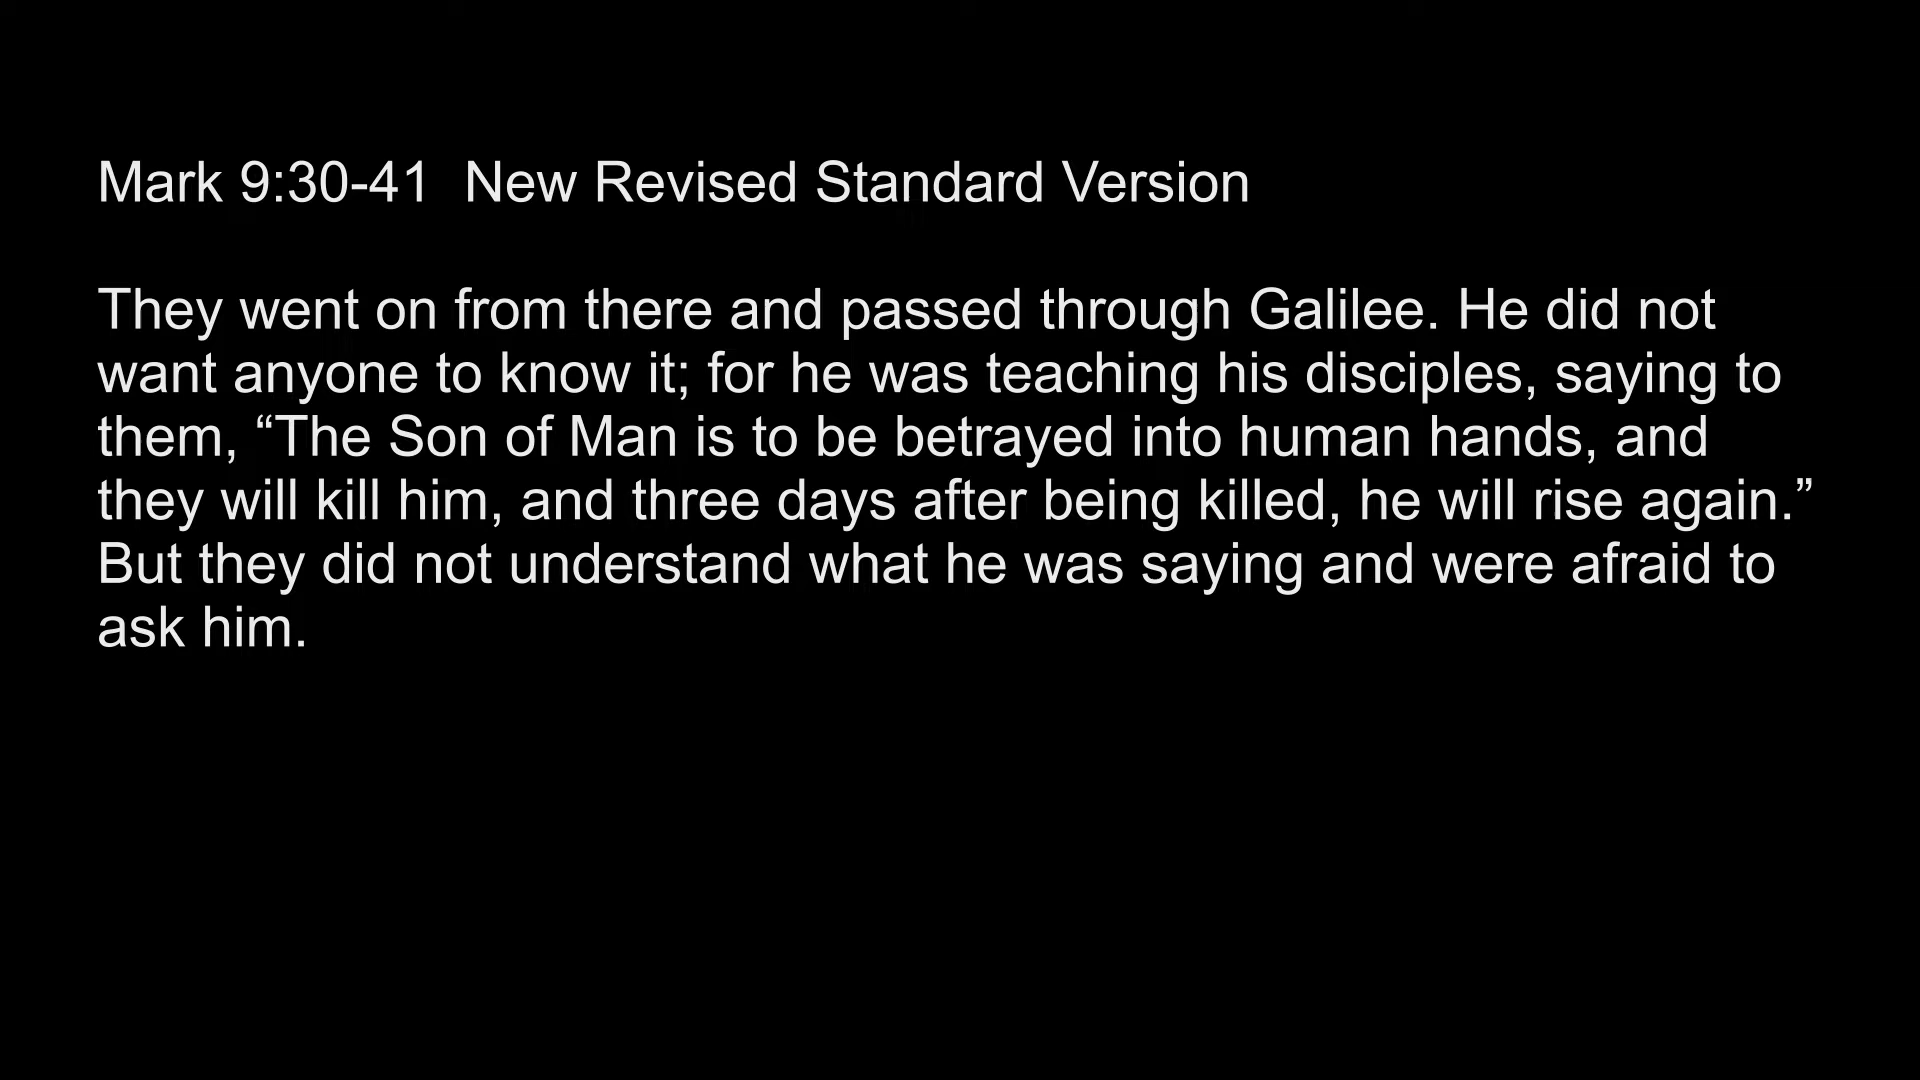 Mark 9:30-41  New Revised Standard Version
They went on from there and passed through Galilee. He did not
want anyone to know it; for he was teaching his disciples, saying to
them, “The Son of Man is to be betrayed into human hands, and
they will kill him, and three days after being killed, he will rise again.”
But they did not understand what he was saying and were afraid to
ask him.